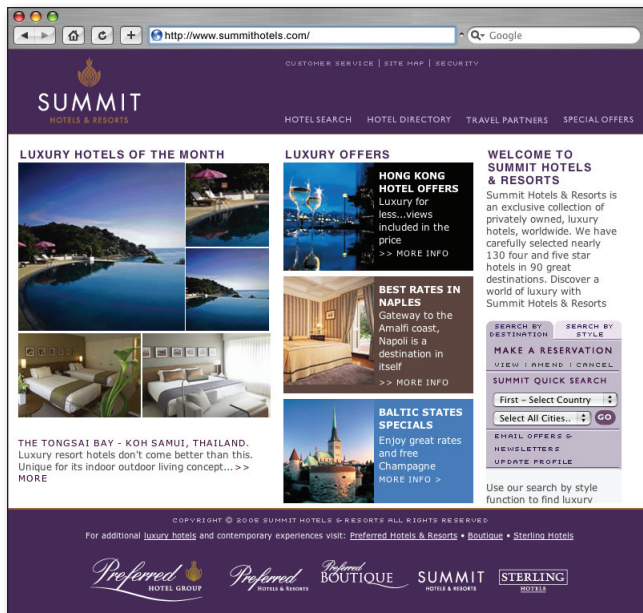 http://www.summithotels.com/
Google
CUSTOMER SERVICE | SITE MAP | SECURITY
SUMMIT
HOTELS & RESORTS
HOTEL SEARCH HOTEL DIRECTORY TRAVEL PARTNERS SPECIAL OFFERS
LUXURY HOTELS OF THE MONTH
THE TONGSAI BAY - KOH SAMUI, THAILAND.
Luxury resort hotels don't come better than this.
Unique for its indoor outdoor living concept...>>
MORE
LUXURY OFFERS
HONG KONG
HOTEL OFFERS
Luxury for
less...views
included in the
price
>> MORE INFO
BEST RATES IN
NAPLES
Gateway to the
Amalfi coast,
Napoli is a
destination in
itself
>> MORE INFO
BALTIC STATES
SPECIALS
Enjoy great rates
and free
Champagne
MORE INFO >
WELCOME TO
SUMMIT HOTELS
& RESORTS
Summit Hotels & Resorts is
an exclusive collection of
privately owned, luxury
hotels, worldwide. We have
carefully selected nearly
130 four and five star
hotels in 90 great
destinations. Discover a
world of luxury with
Summit Hotels & Resorts
SEARCH BY
DESTINATION
SEARCH BY
STYLE
MAKE A RESERVATION
VIEW | AMEND | CANCEL
SUMMIT QUICK SEARCH
First – Select Country
Select All Cities.. GO
EMAIL OFFERS &
NEWSLETTERS
UPDATE PROFILE
Use our search by style
function to find luxury
COPYRIGHT © 2005 SUMMIT HOTELS & RESORTS ALL RIGHTS RESERVED
For additional luxury hotels and contemporary experiences visit: Preferred Hotels & Resorts • Boutique • Sterling Hotels
Preferred
HOTEL GROUP
Preferred
HOTELS & RESORTS
Preferred
BOUTIQUE
SUMMIT
HOTELS & RESORTS
STERLING
HOTELS